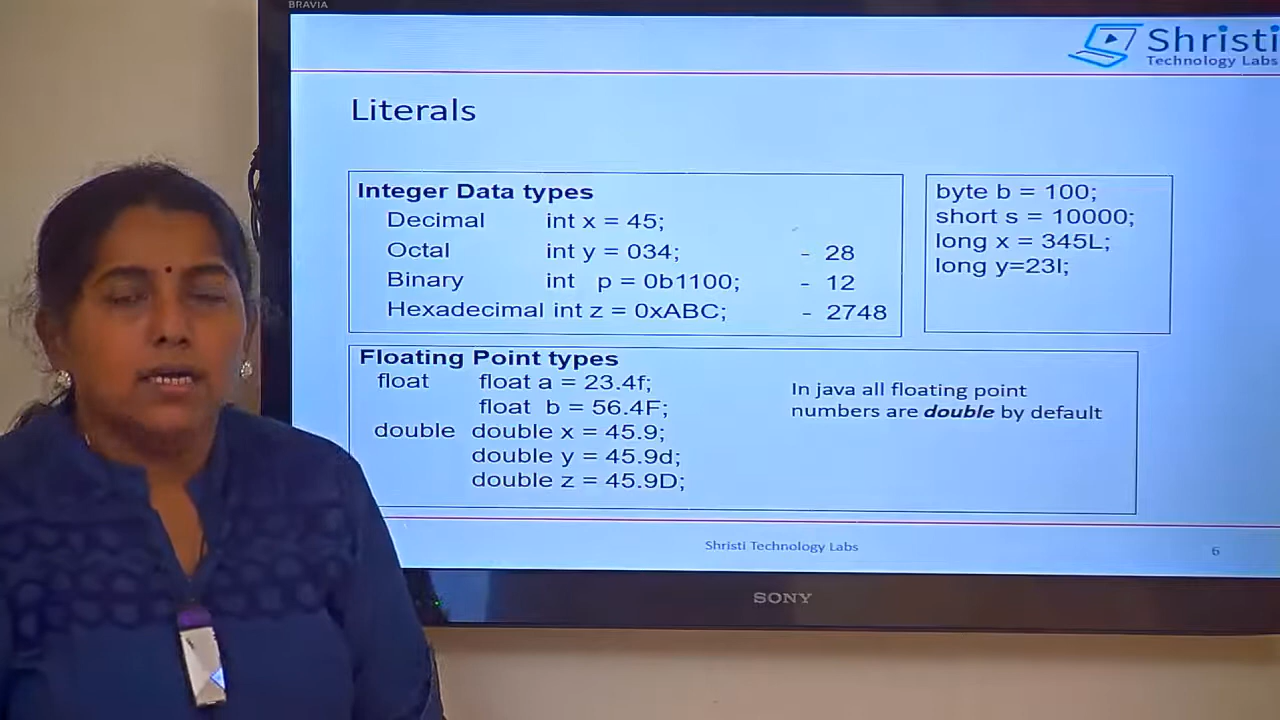 BRAVIA
Shristi
Technology Labs
Literals
Integer Data types
Decimal int x = 45;
Octal int y = 034; - 28
Binary int p = 0b1100; - 12
Hexadecimal int z = 0xABC; - 2748
byte b = 100;
short s = 10000;
long x = 345L;
long y=23l;
Floating Point types
float float a = 23.4f;
float b = 56.4F;
double double x = 45.9;
double y = 45.9d;
double z = 45.9D;
In java all floating point
numbers are double by default
Shristi Technology Labs
6
SONY